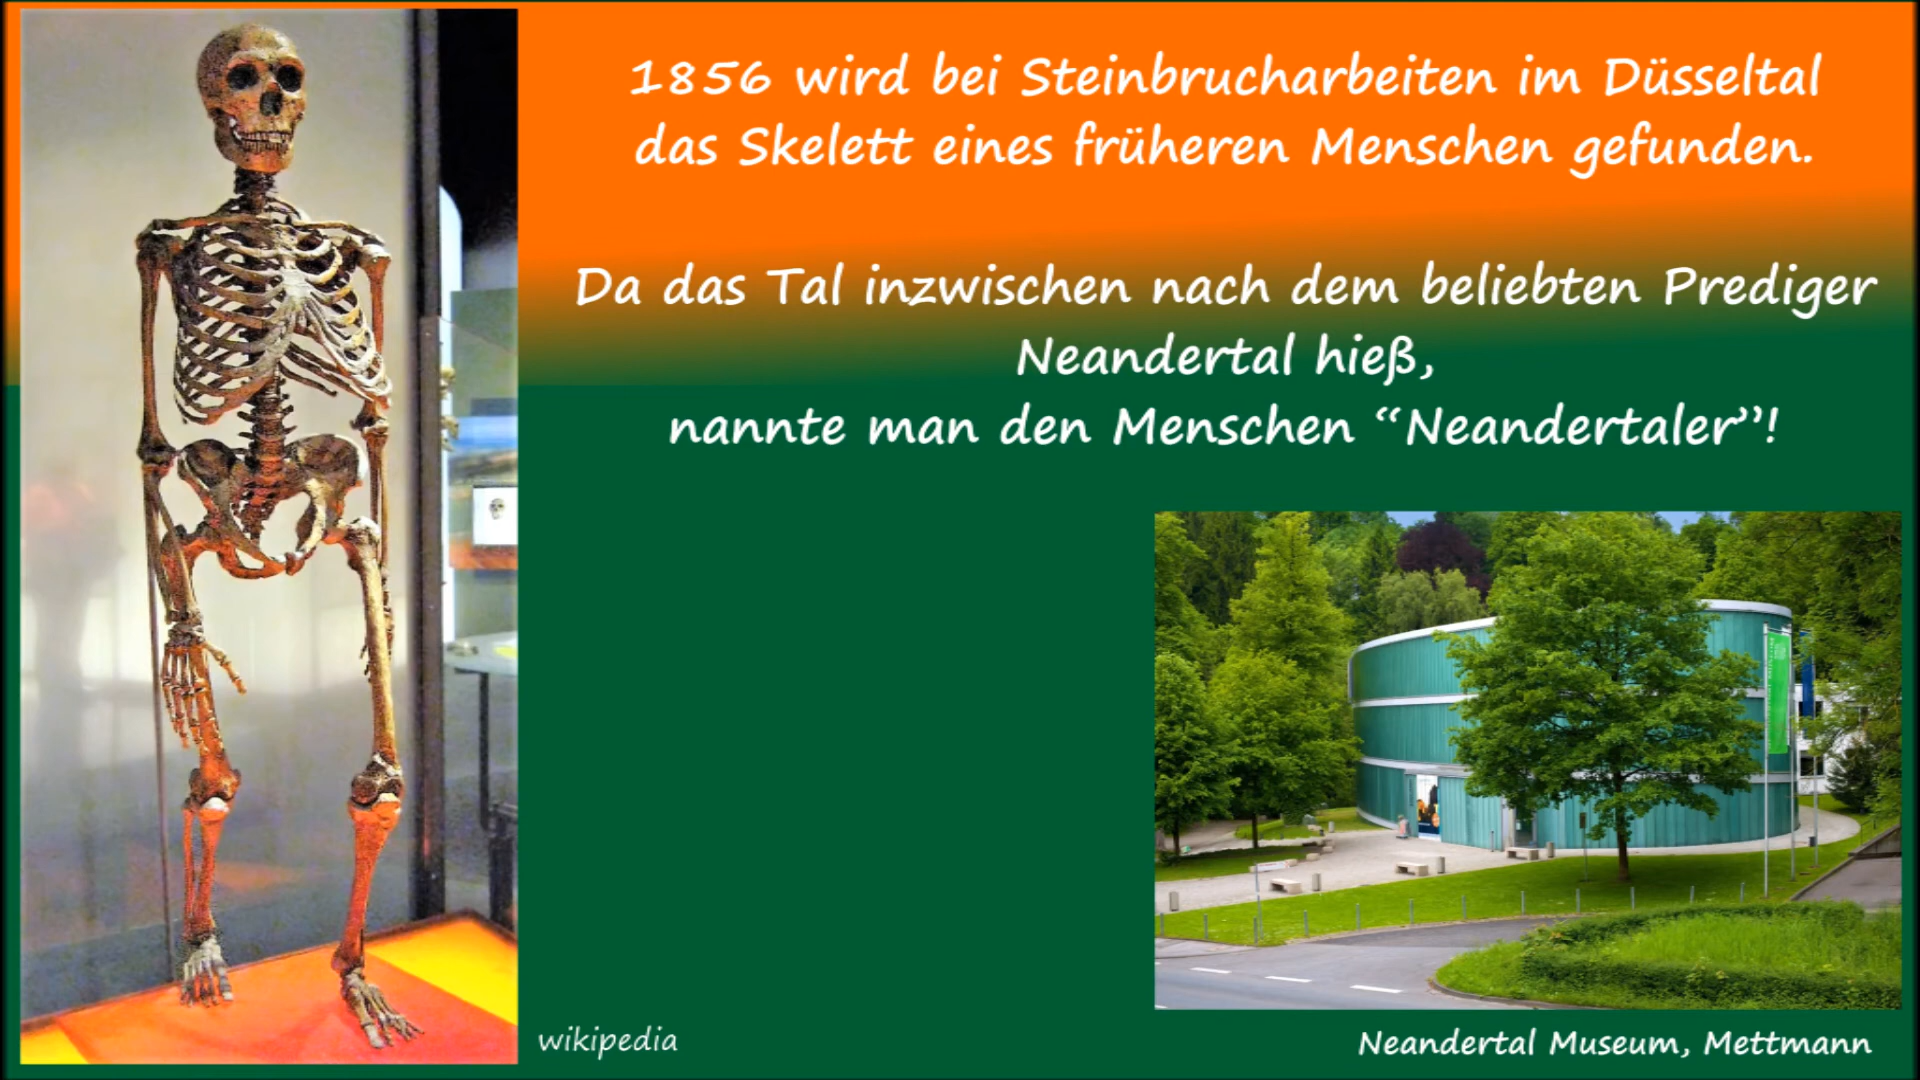 1856 wird bei Steinbrucharbeiten im Düsseltal
das Skelett eines früheren Menschen gefunden.
Da das Tal inzwischen nach dem beliebten Prediger
Neandertal hieß,
nannte man den Menschen “Neandertaler”!
wikipedia
Neandertal Museum, Mettmann